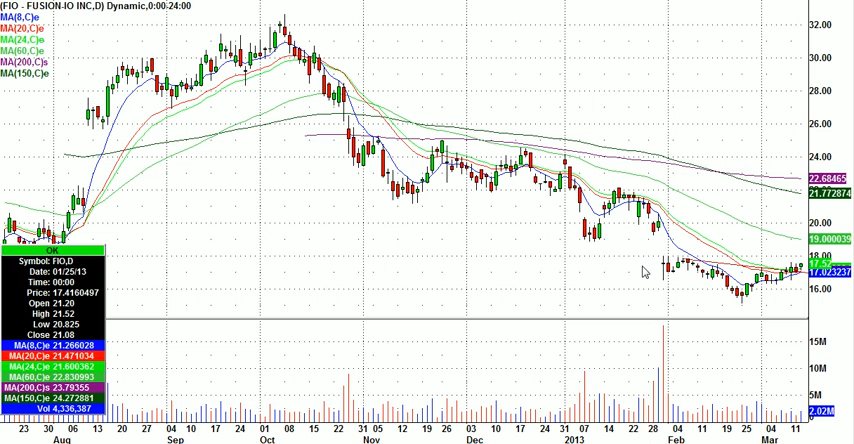 (FIO - FUSION-IO INC,D) Dynamic,0:00-24:00
MA(8,C)e
MA(20,C)e
MA(24,C)e
MA(60,C)e
MA(200,C)s
MA(150,C)e
32.00
30.00
28.00
26.00
24.00
22.68465
21.772874
20.00
19.000039
18.00
17.52
17.023237
16.00
OK
Symbol: FIO,D
Date: 01/25/13
Time: 00:00
Price: 17.4160497
Open 21.20
High 21.52
Low 20.825
Close 21.08
MA(8,C)e 21.266028
MA(20,C)e 21.471034
MA(24,C)e 21.600362
MA(60,C)e 22.830993
MA(200,C)s 23.79355
MA(150,C)e 24.272881
Vol 4,336,387
15M
10M
5M
2.02M
23 30 06 13 20 27 04 10 17 24 01 08 15 22 31 05 12 19 26 03 10 17 24 31 07 14 22 28 04 11 19 25 04 11
Aug Sep Oct Nov Dec 2013 Feb Mar